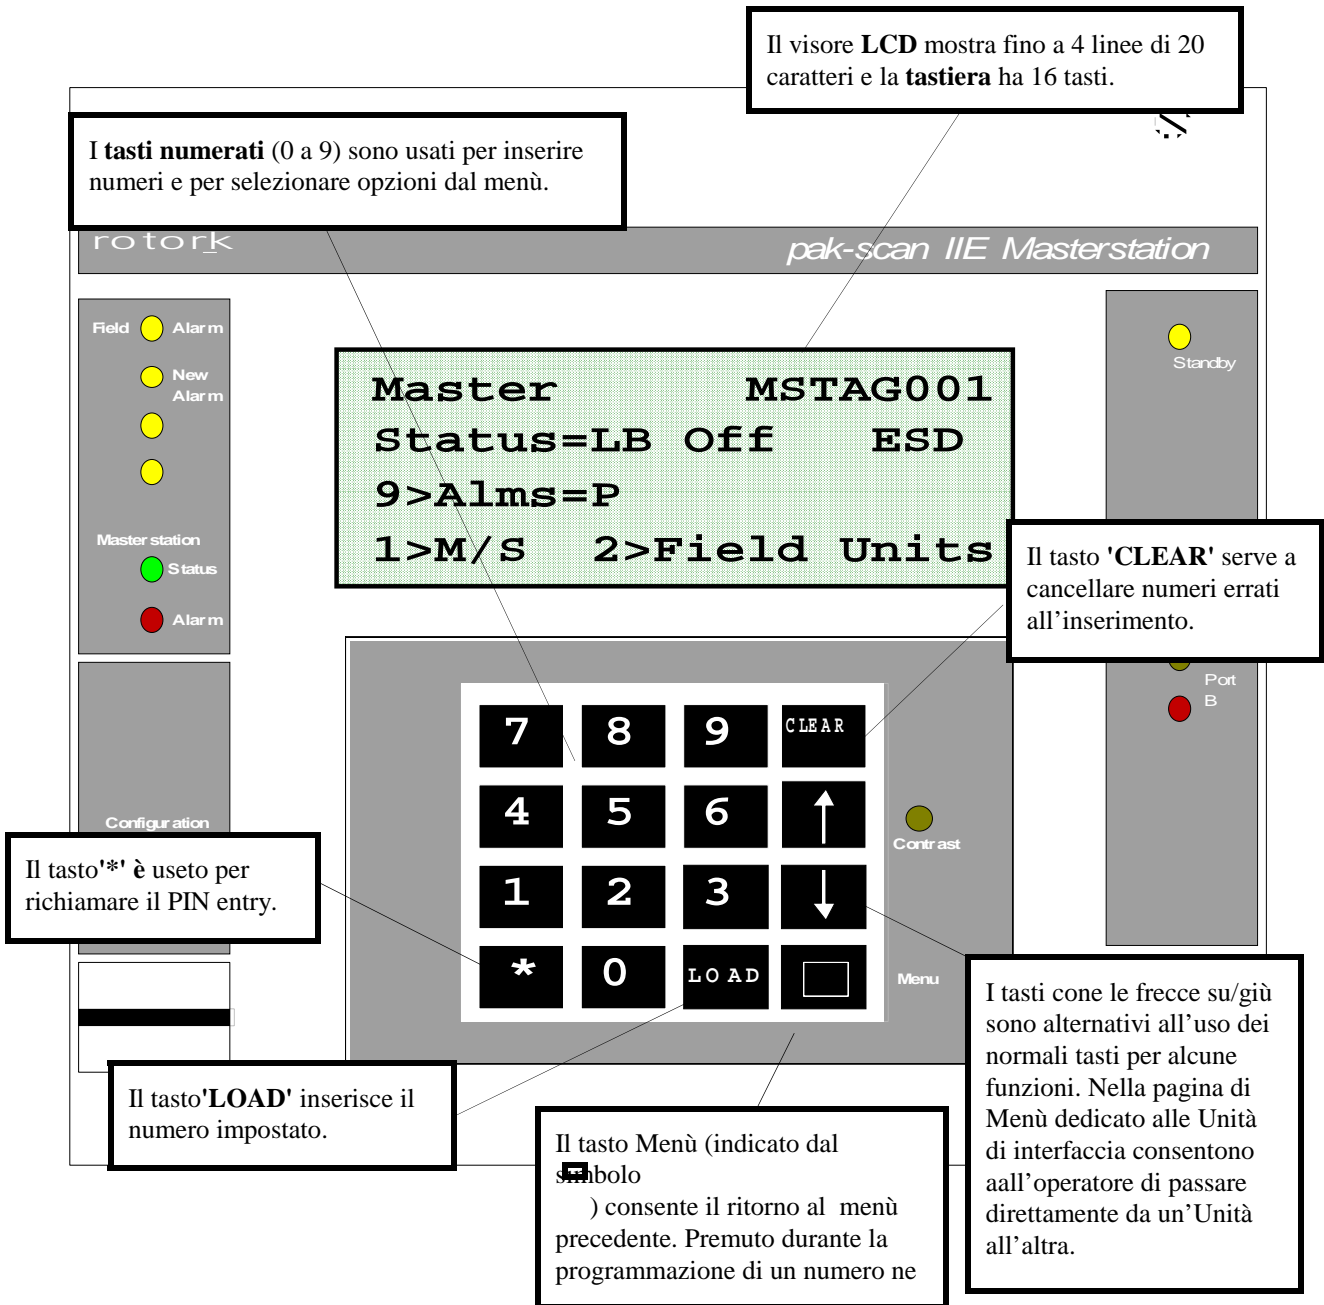 Il visore LCD mostra fino a 4 linee di 20
caratteri e la tastiera ha 16 tasti.
I tasti numerati (0 a 9) sono usati per inserire
numeri e per selezionare opzioni dal menù.
rotork
pak-scan IIE Masterstation
Field Alarm
New
Alarm
Master station
Status
Alarm
Configuration
Standby
Master MSTAG001
Status=LB Off ESD
9>Alms=P
1>M/S 2>Field Units
Il tasto 'CLEAR' serve a
cancellare numeri errati
all'inserimento.
Port
B
7 8 9 CLEAR
4 5 6 ↑
1 2 3 ↓
* 0 LOAD
Contrast
Menu
Il tasto'*' è useto per
richiamare il PIN entry.
Il tasto'LOAD' inserisce il
numero impostato.
Il tasto Menù (indicato dal
simbolo
) consente il ritorno al menù
precedente. Premuto durante la
programmazione di un numero ne
I tasti cone le frecce su/giù
sono alternativi all'uso dei
normali tasti per alcune
funzioni. Nella pagina di
Menù dedicato alle Unità
di interfaccia consentono
aall'operatore di passare
direttamente da un'Unità
all'altra.